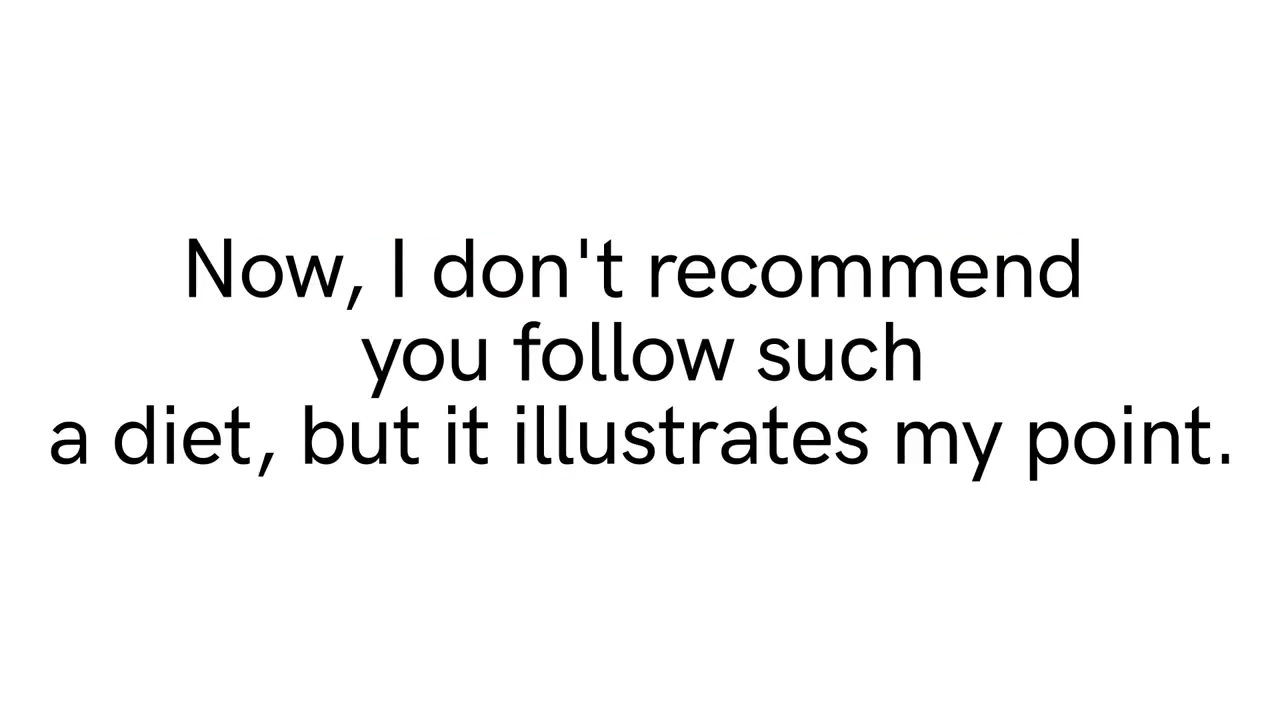 Now, I don't recommend
you follow such
a diet, but it illustrates my point.